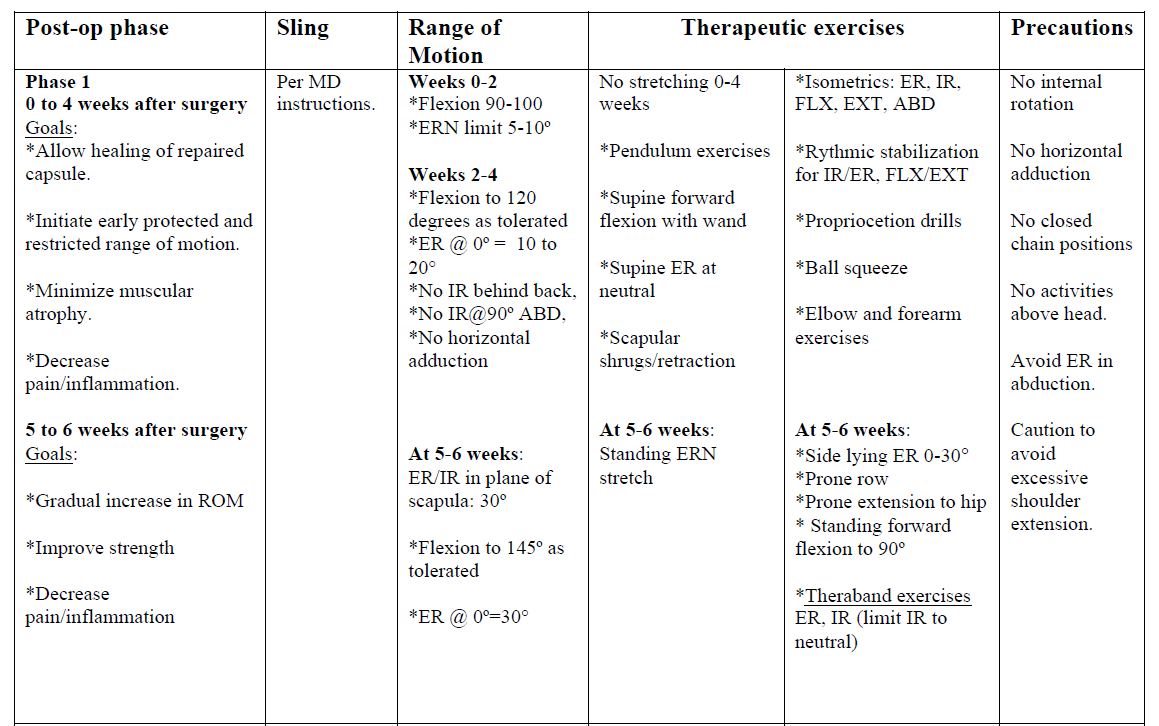 Post-op phase
Sling
Range of
Motion
Therapeutic exercises
Precautions
Phase 1
0 to 4 weeks after surgery
Goals:
*Allow healing of repaired
capsule.
*Initiate early protected and
restricted range of motion.
*Minimize muscular
atrophy.
*Decrease
pain/inflammation.
5 to 6 weeks after surgery
Goals:
*Gradual increase in ROM
*Improve strength
*Decrease
pain/inflammation
Per MD
instructions.
Weeks 0-2
*Flexion 90-100
*ERN limit 5-10º
Weeks 2-4
*Flexion to 120
degrees as tolerated
*ER @ 0º = 10 to
20°
*No IR behind back,
*No IR@90º ABD,
*No horizontal
adduction
At 5-6 weeks:
ER/IR in plane of
scapula: 30º
*Flexion to 145º as
tolerated
*ER @ 0º=30°
No stretching 0-4
weeks
*Pendulum exercises
*Supine forward
flexion with wand
*Supine ER at
neutral
*Scapular
shrugs/retraction
At 5-6 weeks:
Standing ERN
stretch
*Isometrics: ER, IR,
FLX, EXT, ABD
*Rythmic stabilization
for IR/ER, FLX/EXT
*Propriocetion drills
*Ball squeeze
*Elbow and forearm
exercises
At 5-6 weeks:
*Side lying ER 0-30°
*Prone row
*Prone extension to hip
* Standing forward
flexion to 90º
*Theraband exercises
ER, IR (limit IR to
neutral)
No internal
rotation
No horizontal
adduction
No closed
chain positions
No activities
above head.
Avoid ER in
abduction.
Caution to
avoid
excessive
shoulder
extension.